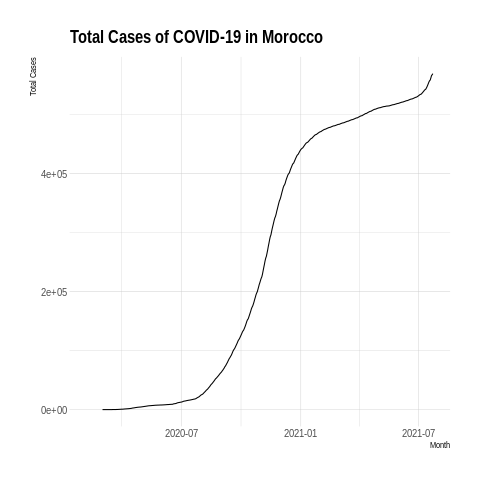 Total Cases of COVID-19 in Morocco
Total Cases
4e+05
2e+05
0e+00
2020-07
2021-01
2021-07
Month